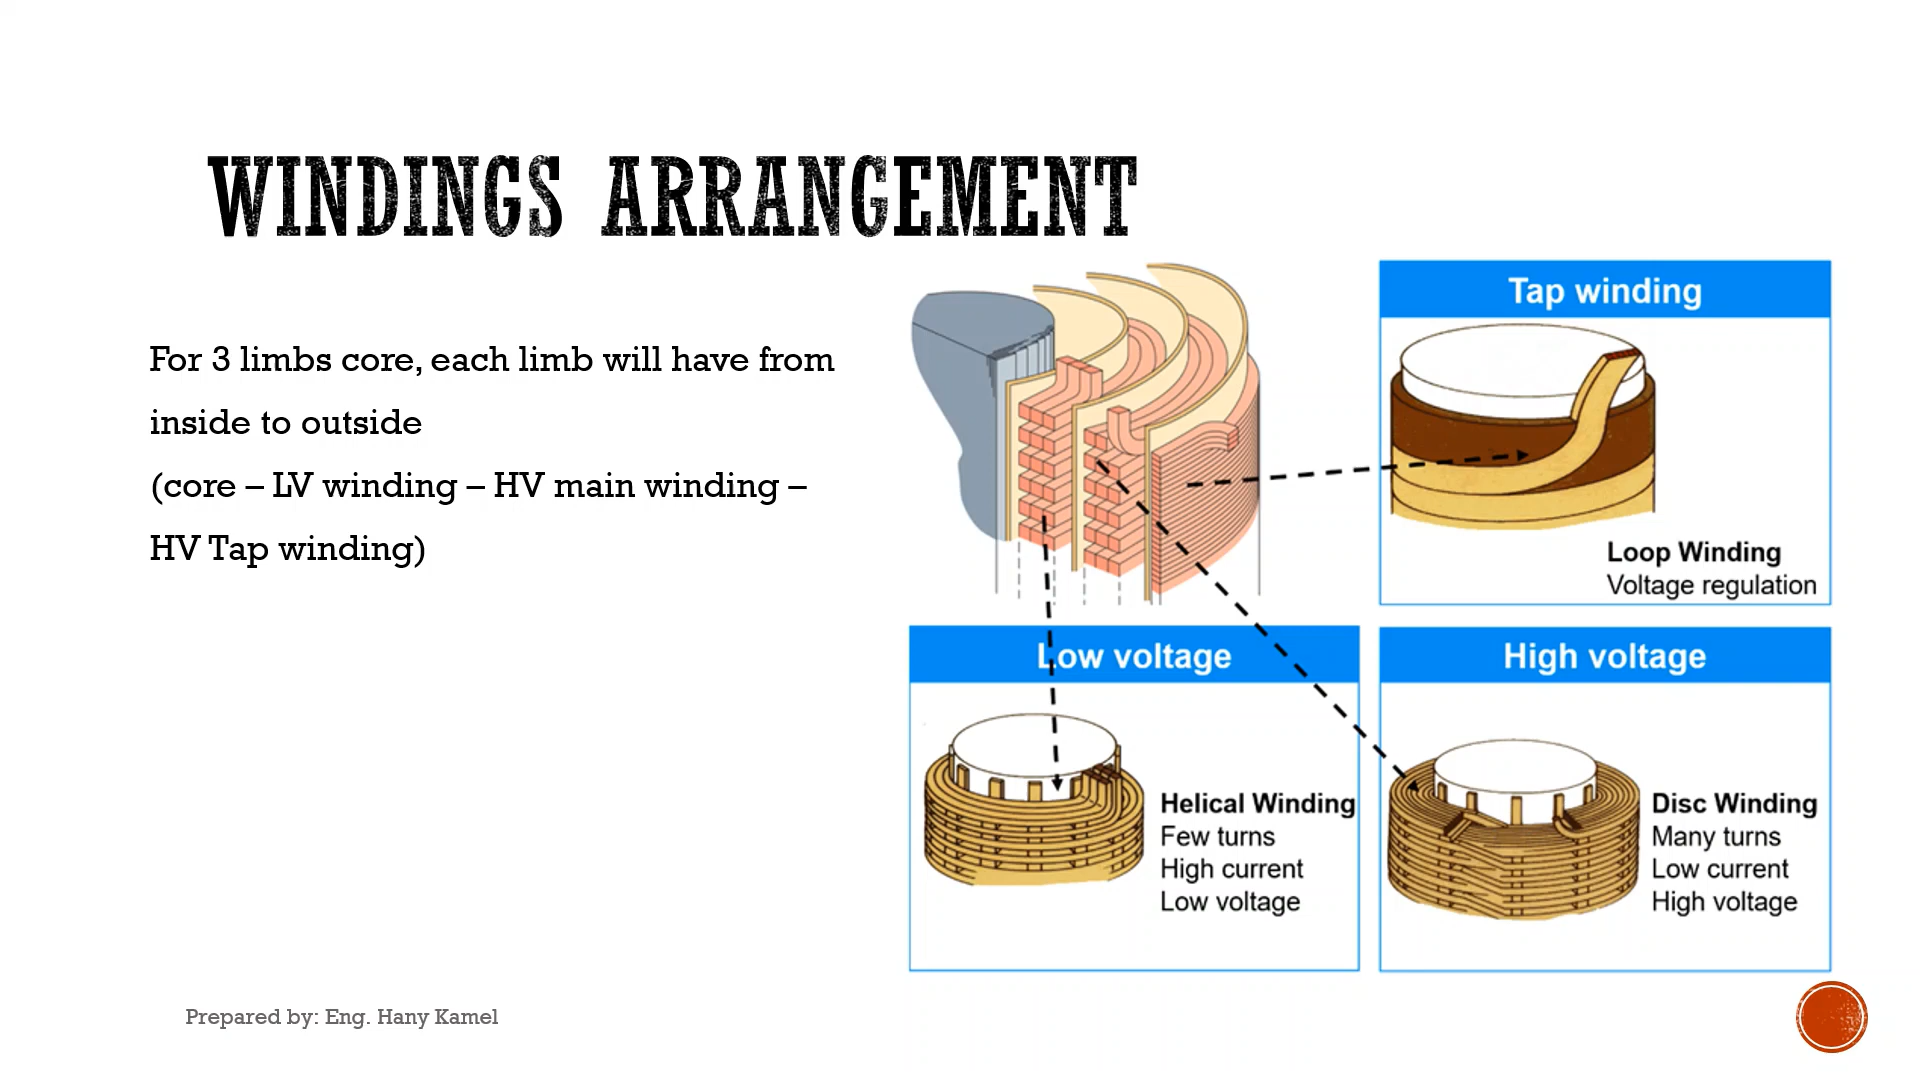 WINDINGS ARRANGEMENT
For 3 limbs core, each limb will have from
inside to outside
(core – LV winding – HV main winding –
HV Tap winding)
Tap winding
Loop Winding
Voltage regulation
Low voltage
Helical Winding
Few turns
High current
Low voltage
High voltage
Disc Winding
Many turns
Low current
High voltage
Prepared by: Eng. Hany Kamel